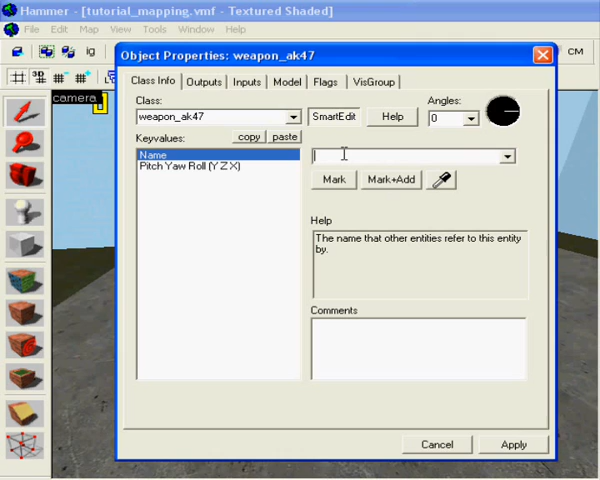 Hammer - [tutorial_mapping.vmf - Textured Shaded]
File Edit Map View Tools Window Help
ig
CM
3D
camera
Object Properties: weapon_ak47
Class Info Outputs Inputs Model Flags VisGroup
Class:
weapon_ak47
SmartEdit
Help
Angles:
0
Keyvalues:
copy
paste
Name
Pitch Yaw Roll (Y Z X)
Mark
Mark+Add
Help
The name that other entities refer to this entity
by.
Comments
Cancel
Apply